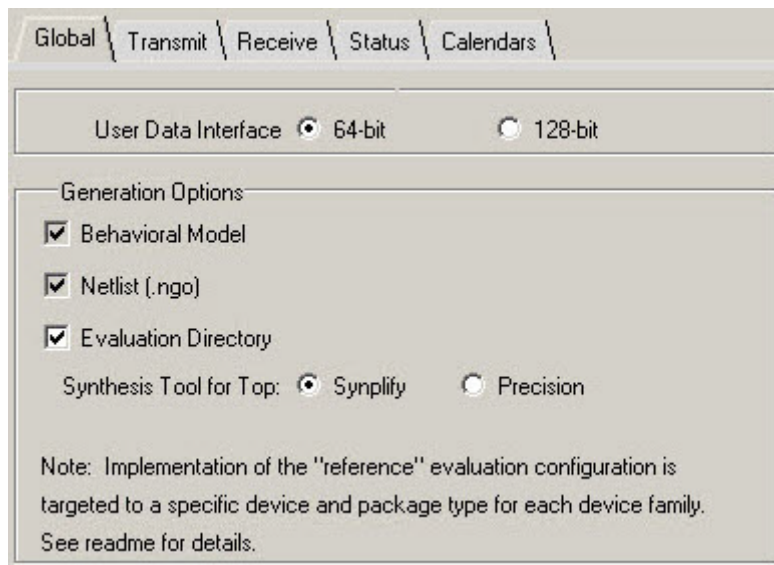 Global Transmit Receive Status Calendars
User Data Interface 64-bit 128-bit
Generation Options
Behavioral Model
Netlist (.ngo)
Evaluation Directory
Synthesis Tool for Top: Synplify Precision
Note: Implementation of the "reference" evaluation configuration is
targeted to a specific device and package type for each device family.
See readme for details.